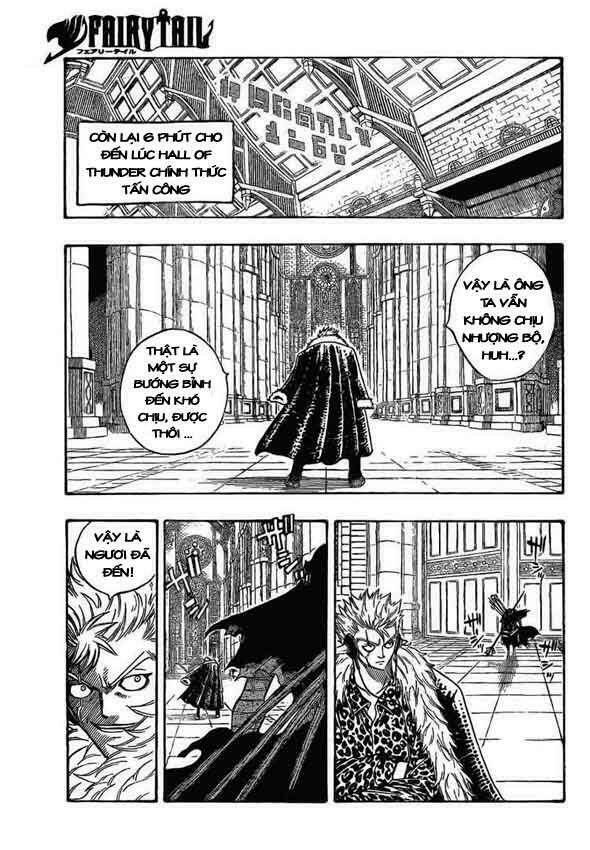 FAIRY TAIL
フェアリーテイル
CÒN LẠI 6 PHÚT CHO
ĐẾN LÚC HALL OF
THUNDER CHÍNH THỨC
TẤN CÔNG
VẬY LÀ ÔNG
TA VẪN
KHÔNG CHỊU
NHƯỢNG BỘ,
HUH...?
THẬT LÀ
MỘT SỰ
BƯỚNG BỈNH
ĐẾN KHÓ
CHỊU, ĐƯỢC
THÔI ...
VẬY LÀ
NGƯƠI ĐÃ
ĐẾN!